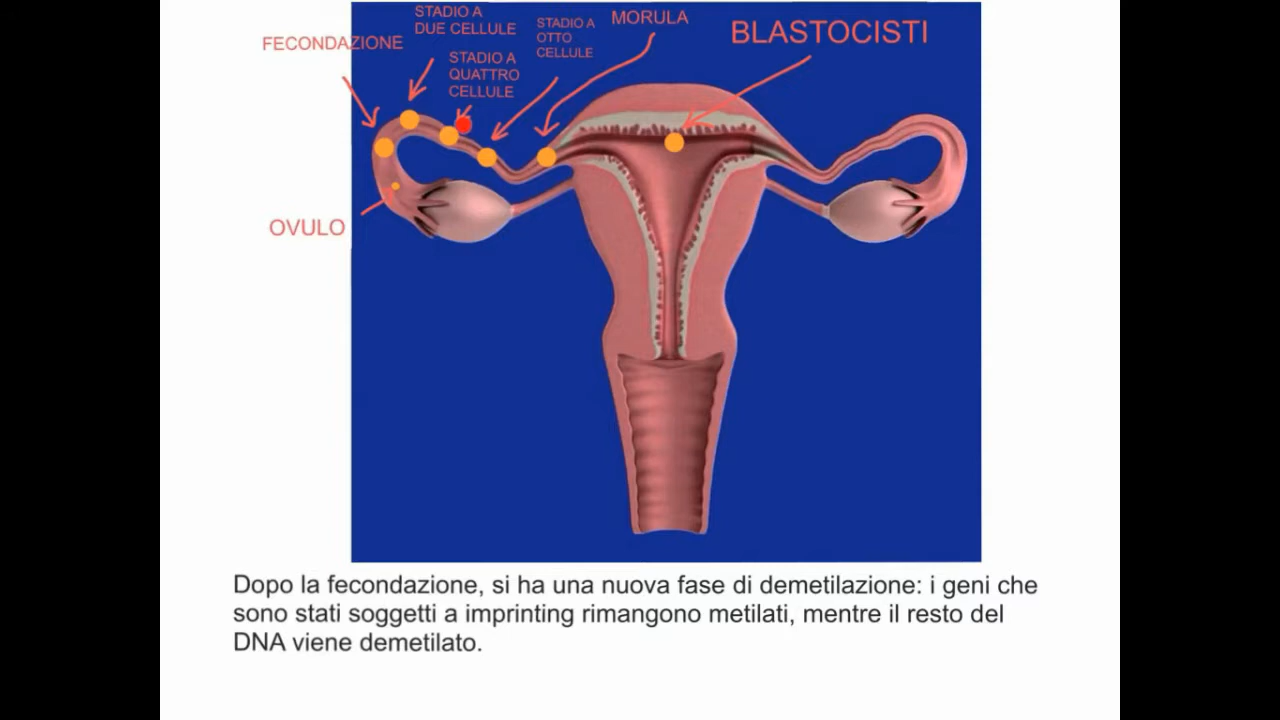 STADIO A
DUE CELLULE
FECONDAZIONE
STADIO A
QUATTRO
CELLULE
STADIO A
OTTO
CELLULE
MORULA
BLASTOCISTI
OVULO
Dopo la fecondazione, si ha una nuova fase di demetilazione: i geni che
sono stati soggetti a imprinting rimangono metilati, mentre il resto del
DNA viene demetilato.